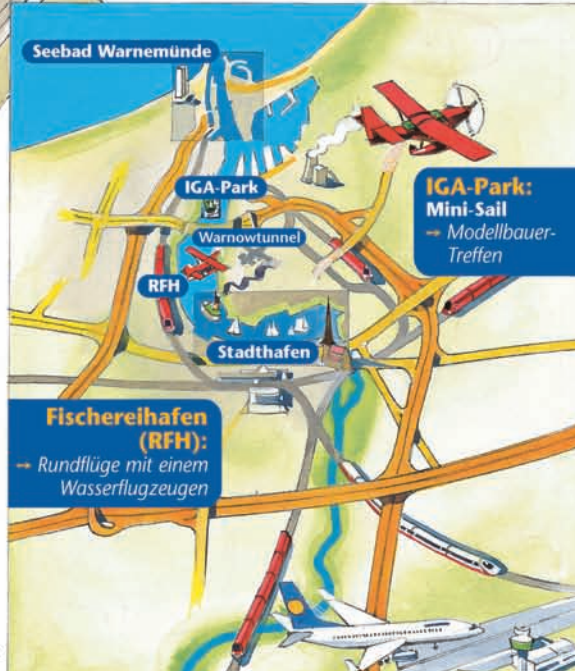 Seebad Warnemünde
IGA-Park
IGA-Park:
Mini-Sail
→ Modellbauer-
Treffen
Warnowtunnel
RFH
Stadthafen
Fischereihafen
(RFH):
→ Rundflüge mit einem
Wasserflugzeugen